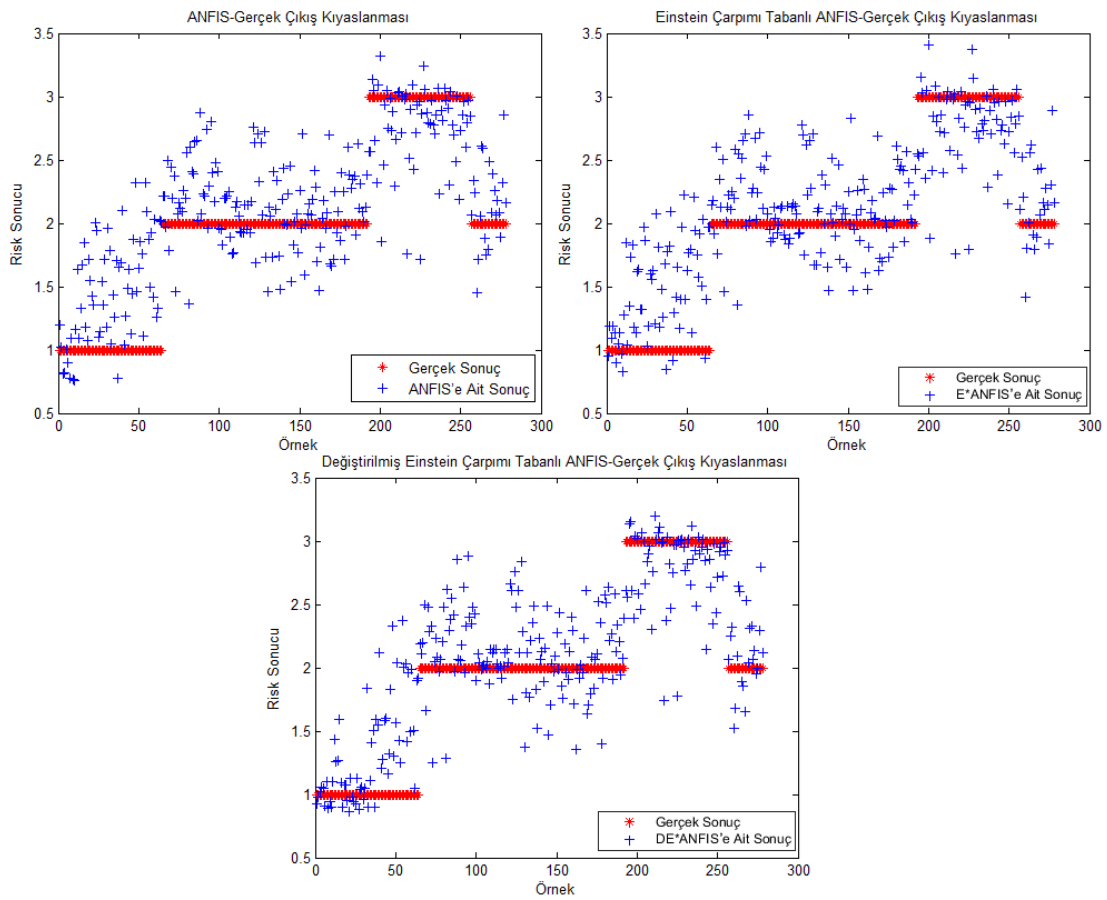 ANFIS-Gerçek Çıkış Kıyaslanması
3.5
3
2.5
2
1.5
1
0.5
Risk Sonucu
0 50 100 150 200 250 300
Örnek
Gerçek Sonuç
ANFIS'e Ait Sonuç
Einstein Çarpımı Tabanlı ANFIS-Gerçek Çıkış Kıyaslanması
3.5
3
2.5
2
1.5
1
0.5
Risk Sonucu
0 50 100 150 200 250 300
Örnek
Gerçek Sonuç
E*ANFIS'e Ait Sonuç
Değiştirilmiş Einstein Çarpımı Tabanlı ANFIS-Gerçek Çıkış Kıyaslanması
3.5
3
2.5
2
1.5
1
0.5
Risk Sonucu
0 50 100 150 200 250 300
Örnek
Gerçek Sonuç
DE*ANFIS'e Ait Sonuç